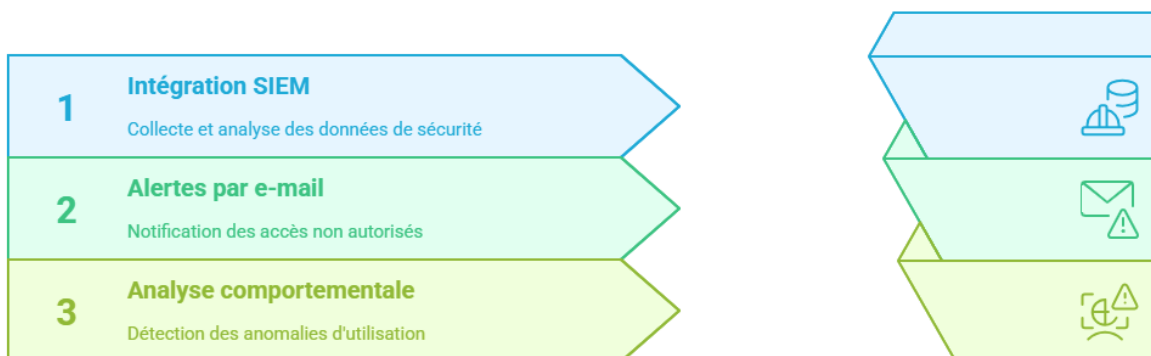 1
Intégration SIEM
Collecte et analyse des données de sécurité
2
Alertes par e-mail
Notification des accès non autorisés
3
Analyse comportementale
Détection des anomalies d'utilisation